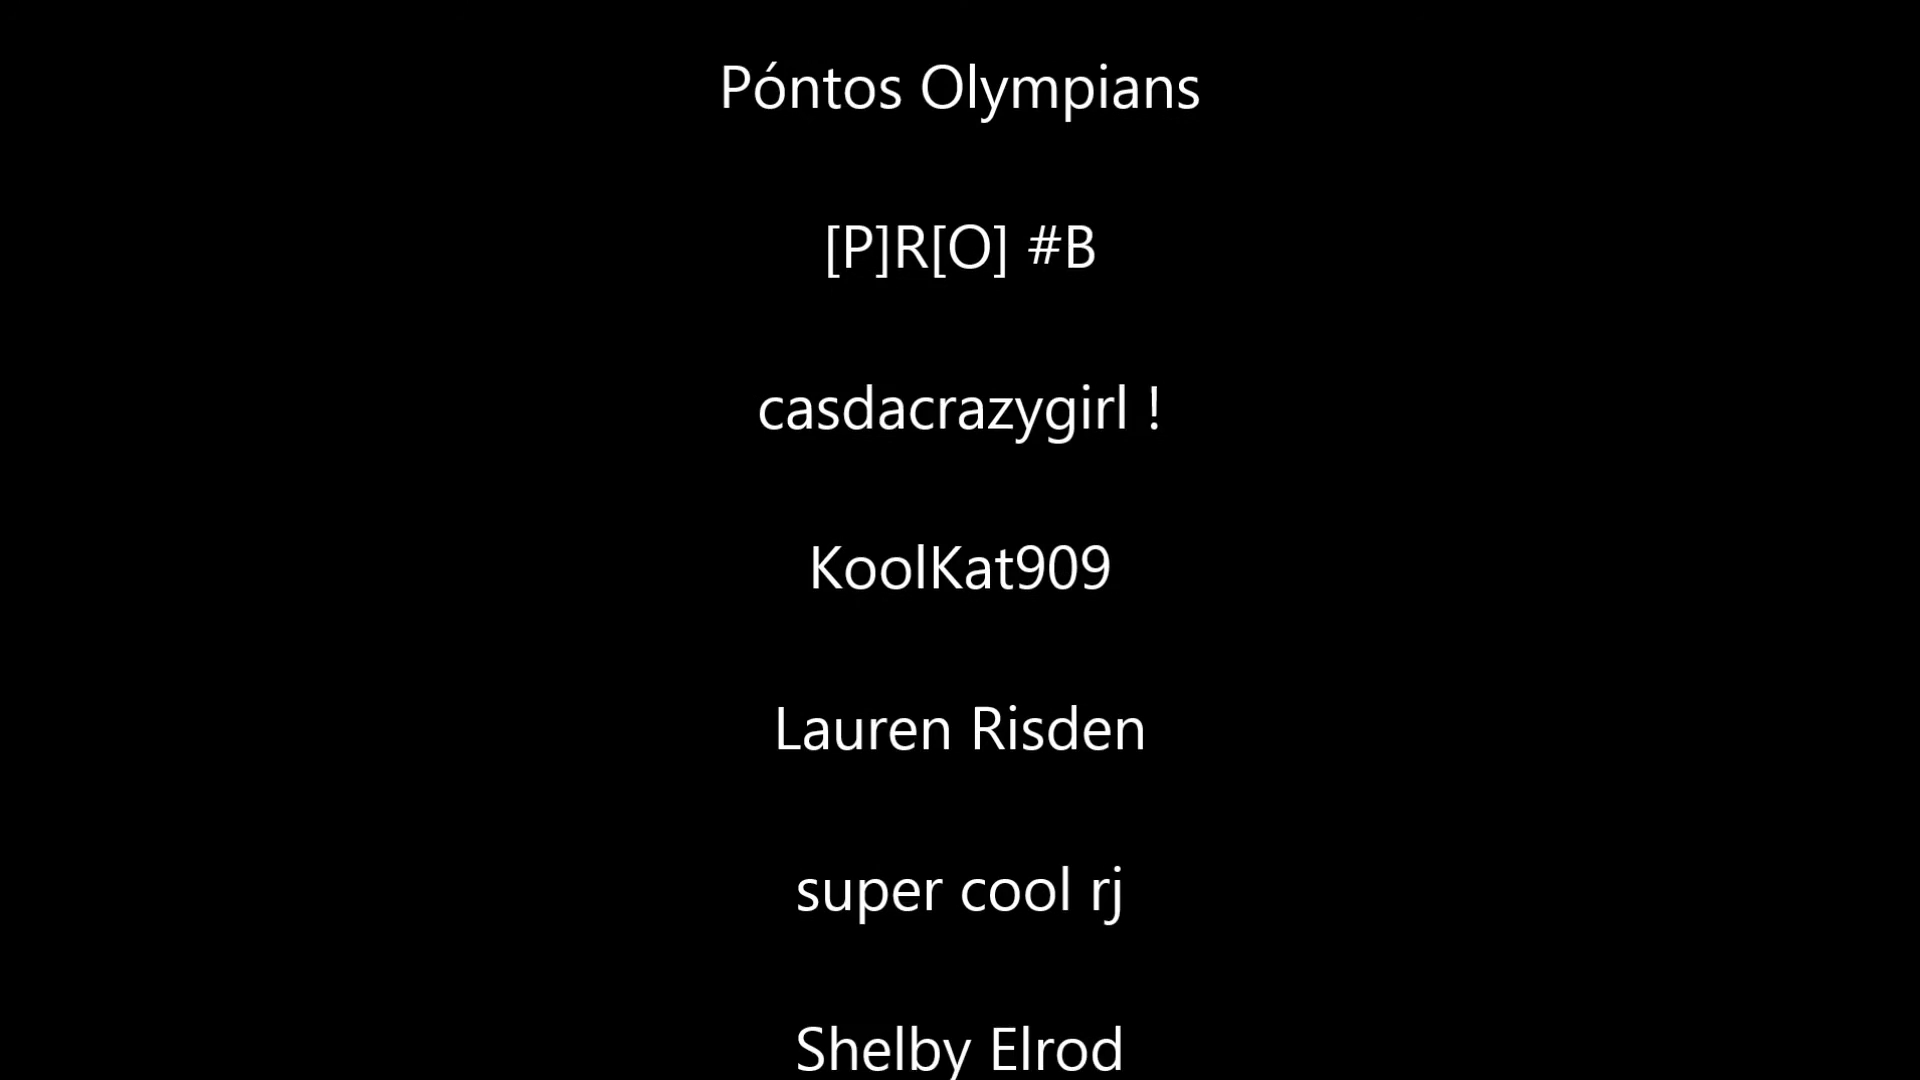 Póntos Olympians
[P]R[O] #B
casdacrazygirl !
KoolKat909
Lauren Risden
super cool rj
Shelby Elrod